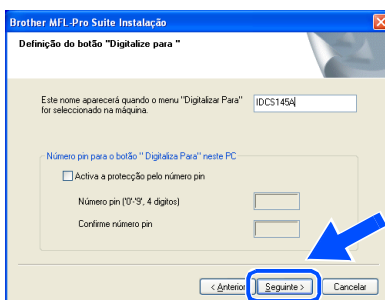 Brother MFL-Pro Suite Instalação
Definição do botão "Digitalize para "
Este nome aparecerá quando o menu "Digitalizar Para"
for seleccionado na máquina.
IDCS145A
Número pin para o botão " Digitaliza Para" neste PC
Activa a protecção pelo número pin
Número pin ('0'-'9', 4 digitos)
Confirme número pin
< Anterior
Seguinte >
Cancelar